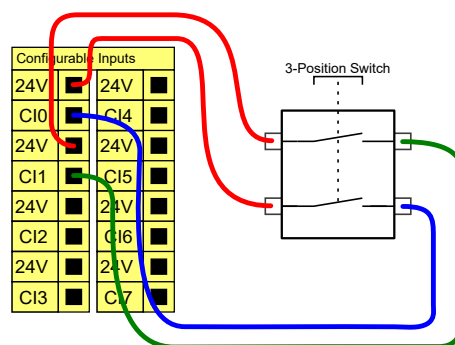 Configurable Inputs
3-Position Switch
24V 24V
CI0 CI4
24V 24V
CI1 CI5
24V 24V
CI2 CI6
24V 24V
CI3 CI7